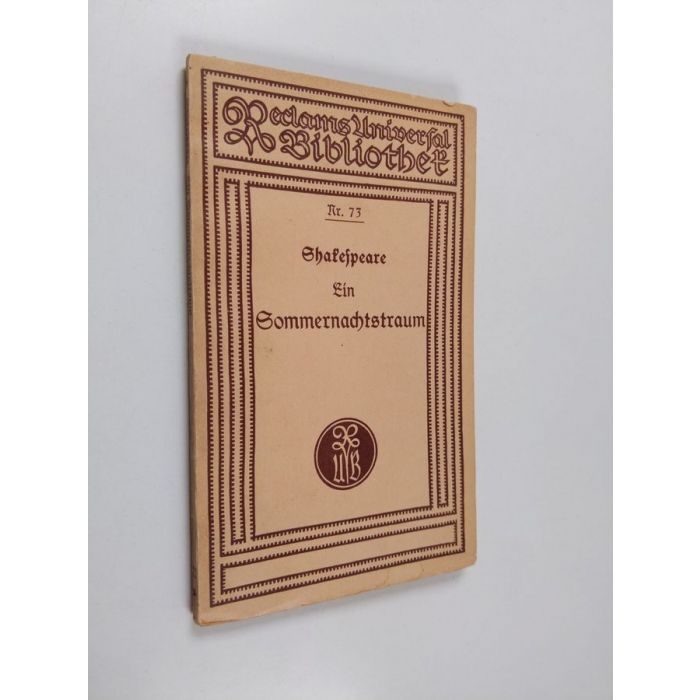 Reclams Universal
Bibliothek
Nr. 73
Shakespeare
Ein
Sommernachtstraum
RUB